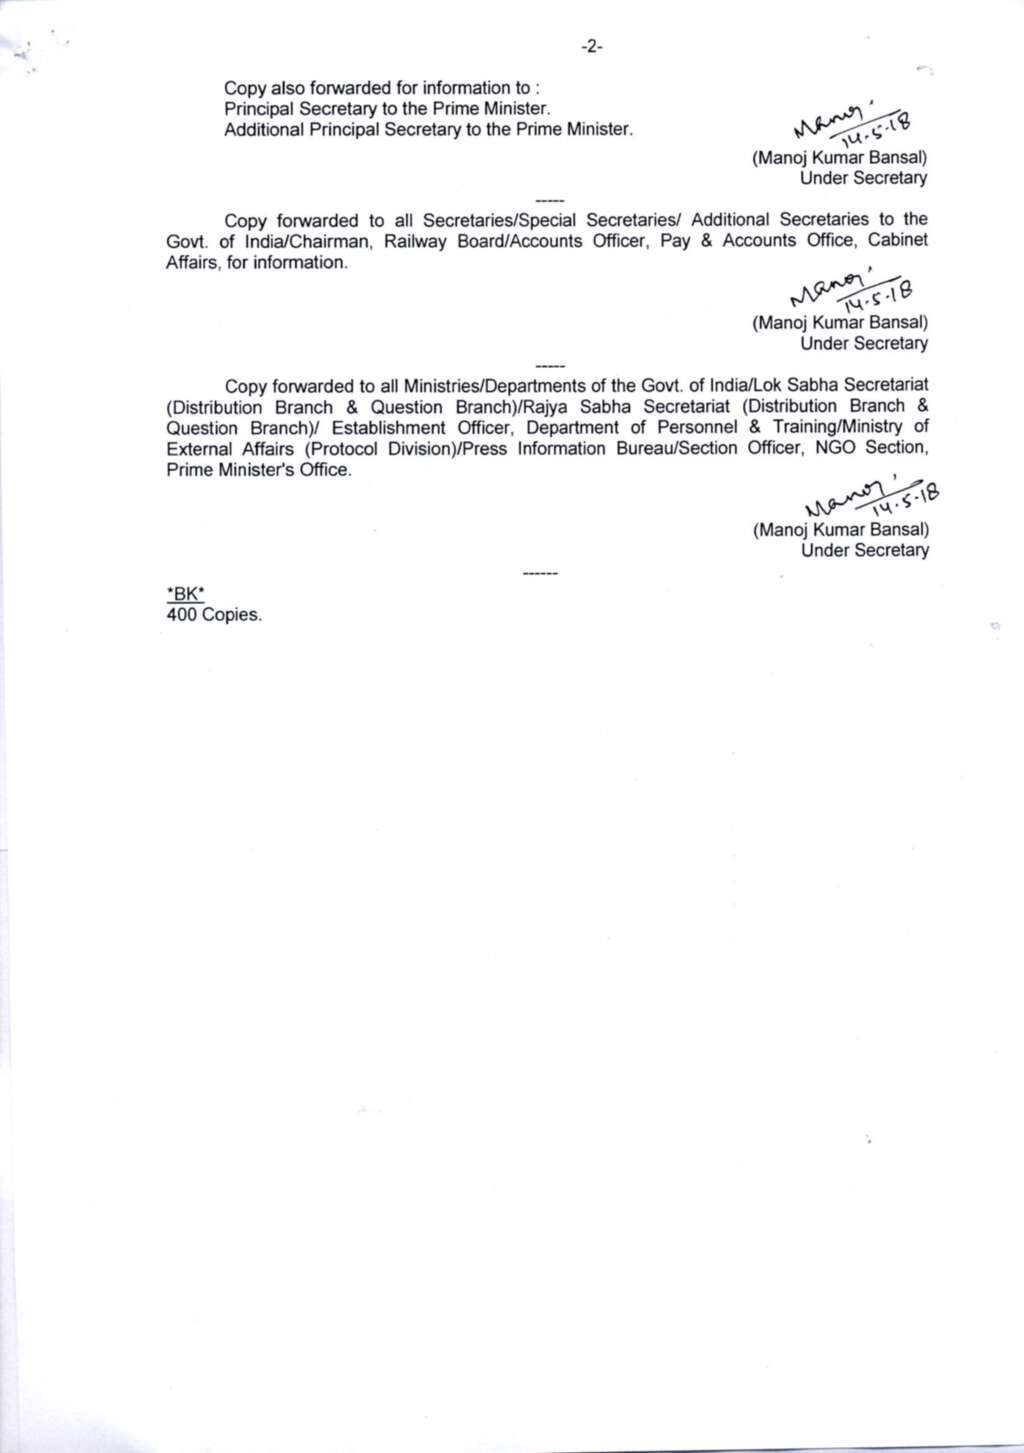 -2-
Copy also forwarded for information to :
Principal Secretary to the Prime Minister.
Additional Principal Secretary to the Prime Minister.
Manoj
14.5.18
(Manoj Kumar Bansal)
Under Secretary
-----
Copy forwarded to all Secretaries/Special Secretaries/ Additional Secretaries to the
Govt. of India/Chairman, Railway Board/Accounts Officer, Pay & Accounts Office, Cabinet
Affairs, for information.
Manoj
14.5.18
(Manoj Kumar Bansal)
Under Secretary
-----
Copy forwarded to all Ministries/Departments of the Govt. of India/Lok Sabha Secretariat
(Distribution Branch & Question Branch)/Rajya Sabha Secretariat (Distribution Branch &
Question Branch)/ Establishment Officer, Department of Personnel & Training/Ministry of
External Affairs (Protocol Division)/Press Information Bureau/Section Officer, NGO Section,
Prime Minister's Office.
Manoj
14.5.18
(Manoj Kumar Bansal)
Under Secretary
------
*BK*
400 Copies.